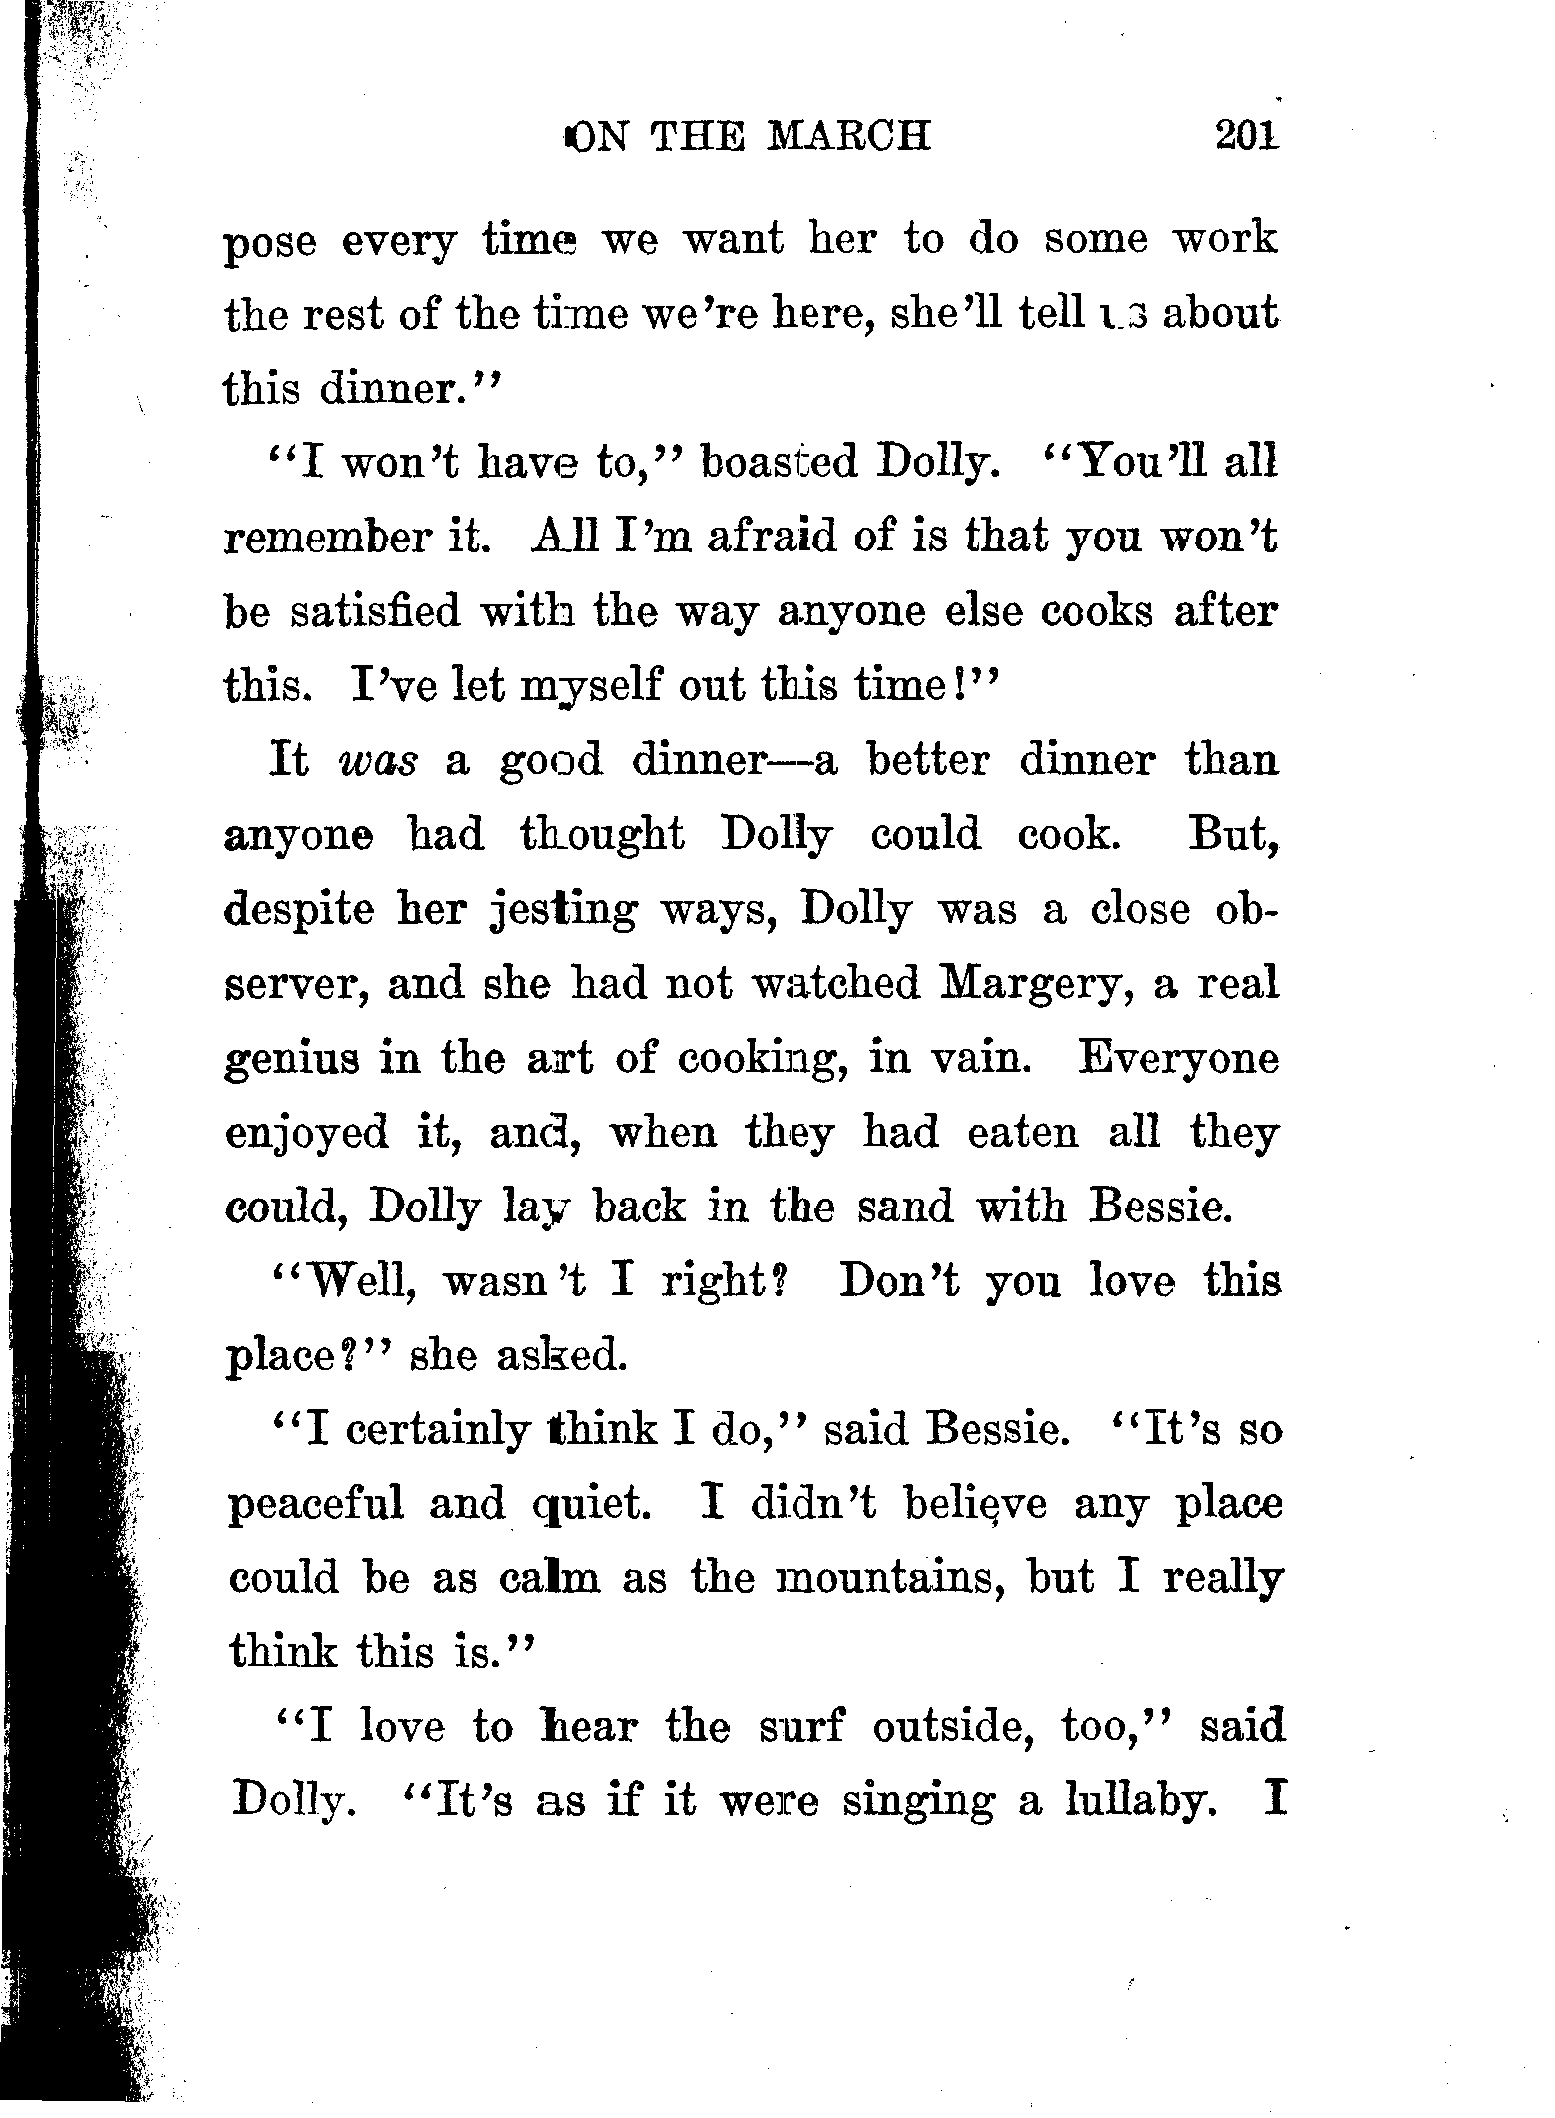 ON THE MARCH 201
pose every time we want her to do some work
the rest of the time we're here, she'll tell us about
this dinner."
"I won't have to," boasted Dolly. "You'll all
remember it. All I'm afraid of is that you won't
be satisfied with the way anyone else cooks after
this. I've let myself out this time!"
It was a good dinner—a better dinner than
anyone had thought Dolly could cook. But,
despite her jesting ways, Dolly was a close ob-
server, and she had not watched Margery, a real
genius in the art of cooking, in vain. Everyone
enjoyed it, and, when they had eaten all they
could, Dolly lay back in the sand with Bessie.
"Well, wasn't I right? Don't you love this
place?" she asked.
"I certainly think I do," said Bessie. "It's so
peaceful and quiet. I didn't believe any place
could be as calm as the mountains, but I really
think this is."
"I love to hear the surf outside, too," said
Dolly. "It's as if it were singing a lullaby. I